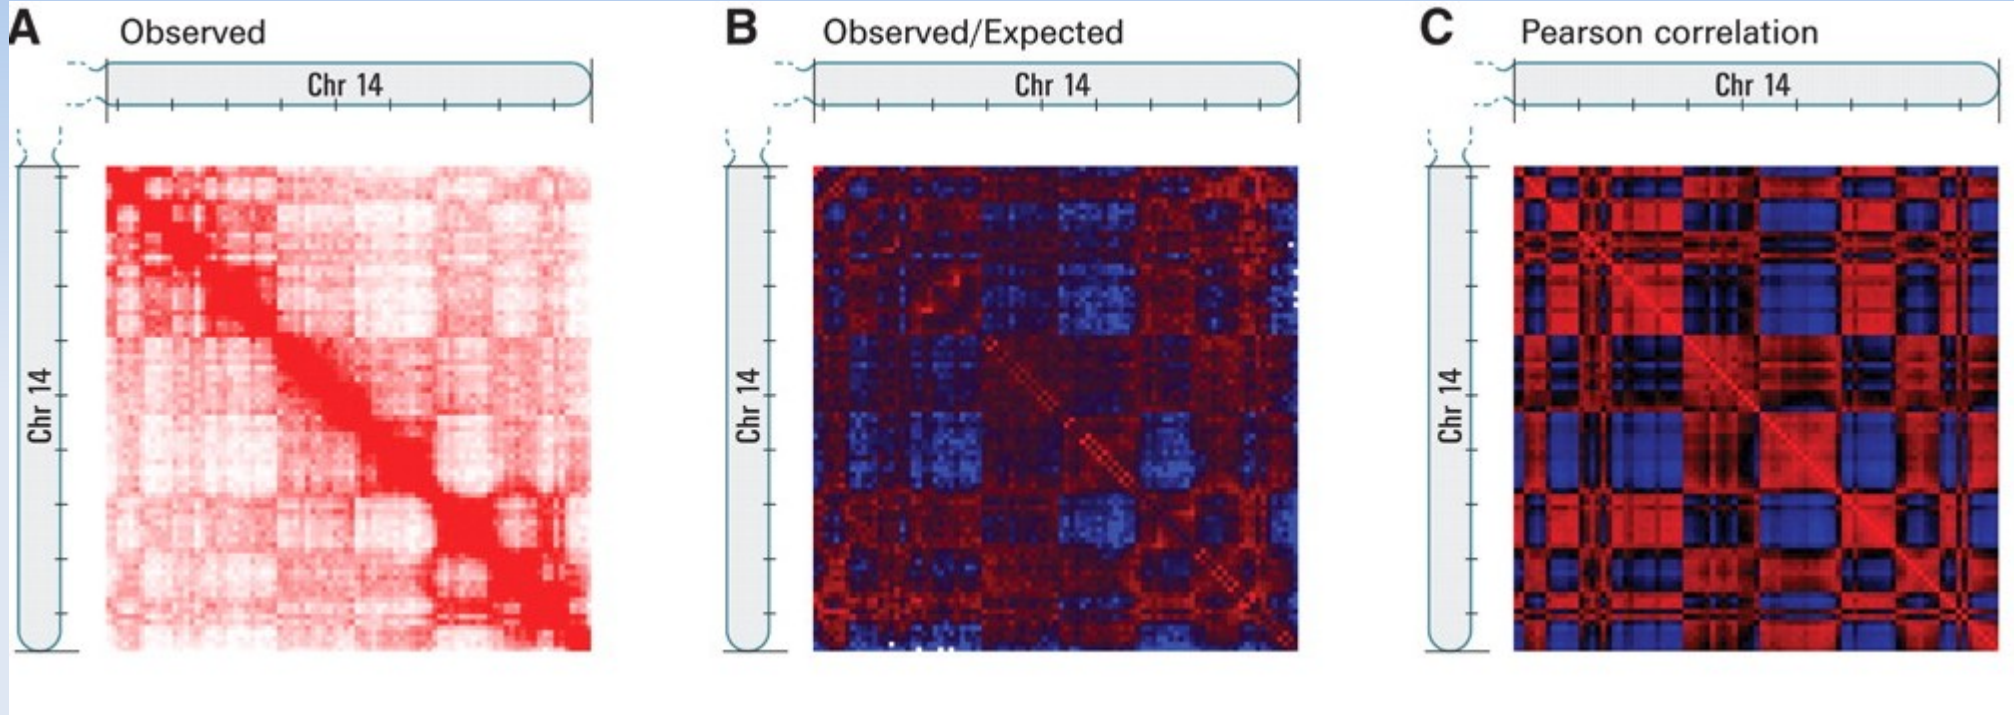 A Observed
Chr 14
Chr 14
B Observed/Expected
Chr 14
Chr 14
C Pearson correlation
Chr 14
Chr 14